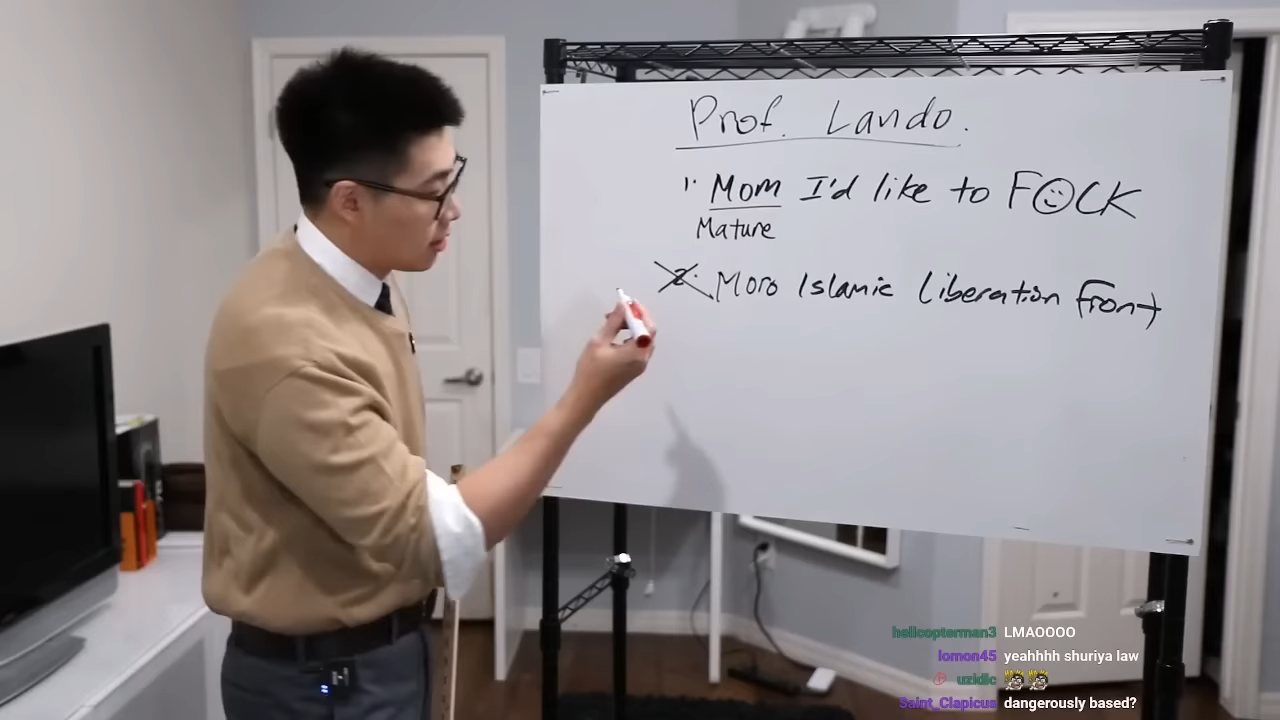 Prof. Lando.
1. Mom I'd like to F☺CK
Mature
2. Moro Islamic Liberation Front
helicopterman3 LMAOOOO
lomon45 yeahhhh shuriya law
uzidic
Saint_Clapicus dangerously based?